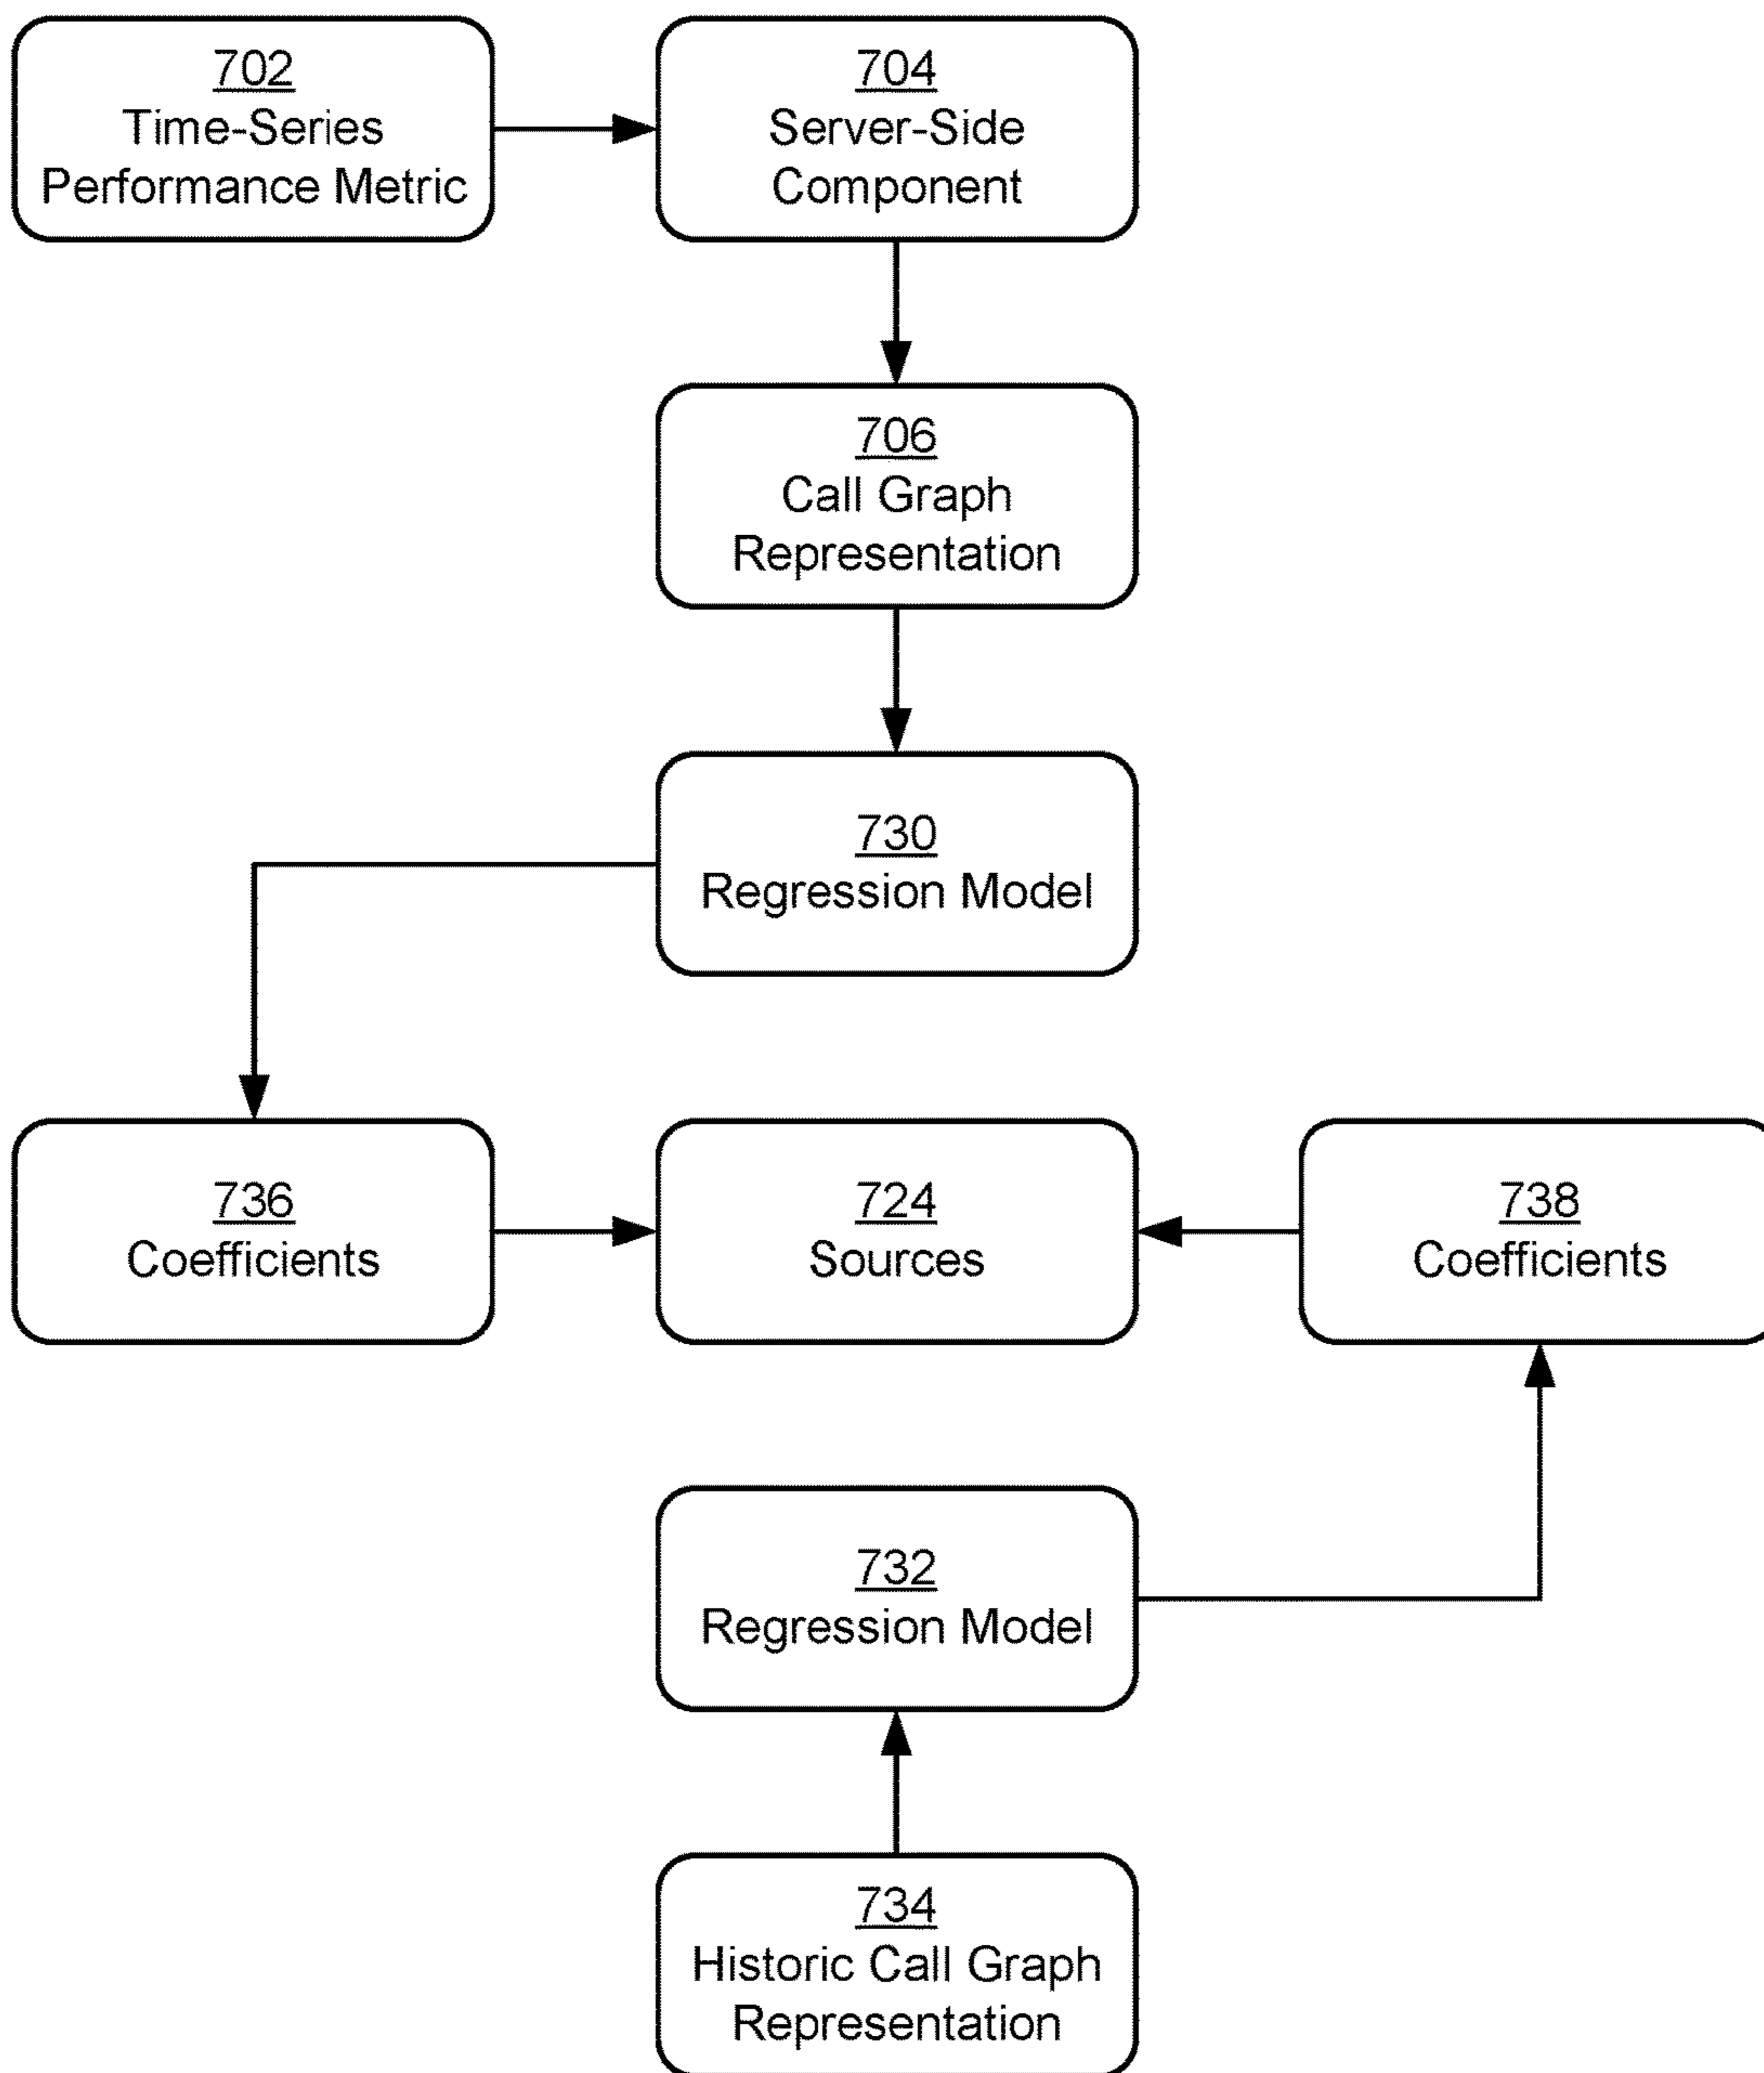 702
Time-Series
Performance Metric
704
Server-Side
Component
706
Call Graph
Representation
730
Regression Model
736
Coefficients
724
Sources
738
Coefficients
732
Regression Model
734
Historic Call Graph
Representation